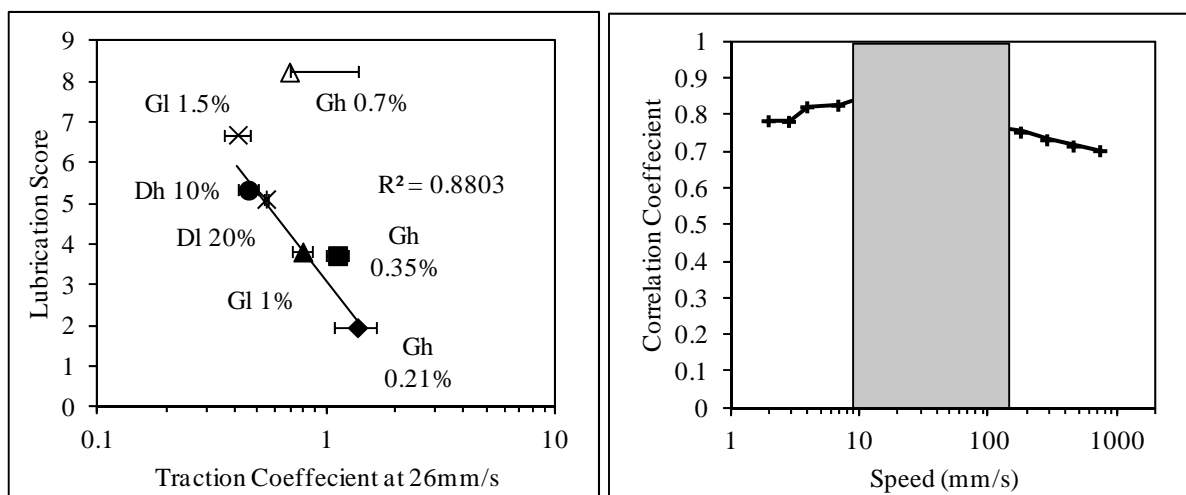 9
8
7
6
5
4
3
2
1
0
0.1
1
10
Lubrication Score
Traction Coeffecient at 26mm/s
Gh 0.7%
Gl 1.5%
R² = 0.8803
Dh 10%
Dl 20%
Gh
0.35%
Gl 1%
Gh
0.21%
1
0.9
0.8
0.7
0.6
0.5
0.4
0.3
0.2
0.1
0
1
10
100
1000
Correlation Coeffecient
Speed (mm/s)